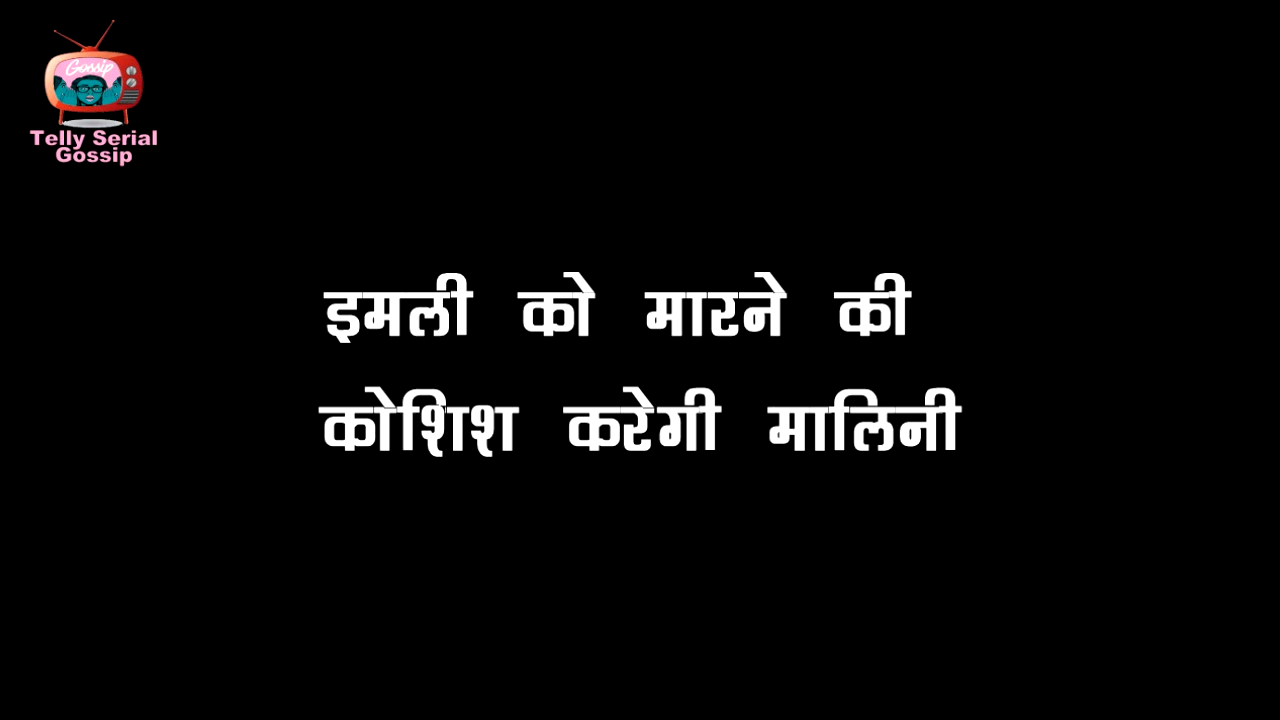 Gossip
Telly Serial
Gossip
इमली को मारने की
कोशिश करेगी मालिनी